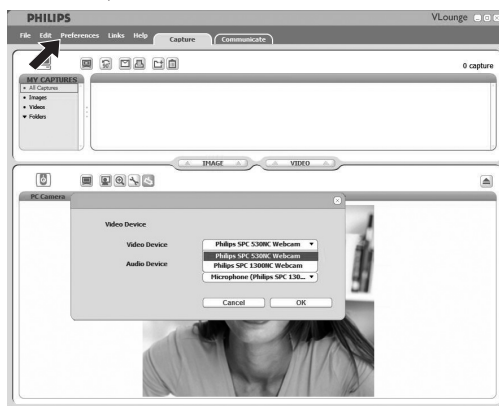 PHILIPS VLounge
File Edit Preferences Links Help Capture Communicate
0 capture
MY CAPTURES
All Captures
Images
Videos
Folders
IMAGE VIDEO
PC Camera
Video Device
Video Device Philips SPC 530NC Webcam
Philips SPC 530NC Webcam
Audio Device Philips SPC 1300NC Webcam
Microphone (Philips SPC 130...
Cancel OK